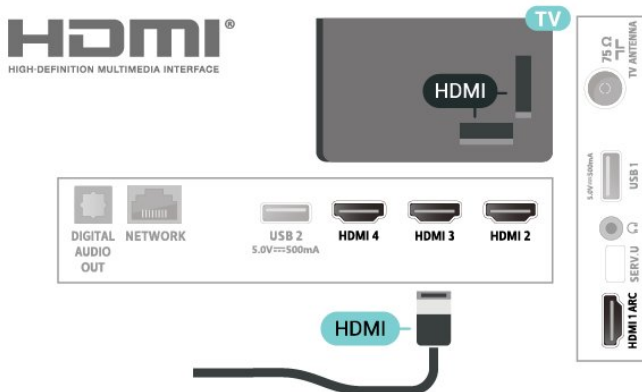 HDMI®
HIGH-DEFINITION MULTIMEDIA INTERFACE
TV
HDMI
75 Ω
TV ANTENNA
5.0V⎓500mA
USB 1
SERV.U
HDMI 1 ARC
DIGITAL
AUDIO
OUT
NETWORK
USB 2
5.0V⎓500mA
HDMI 4
HDMI 3
HDMI 2
HDMI